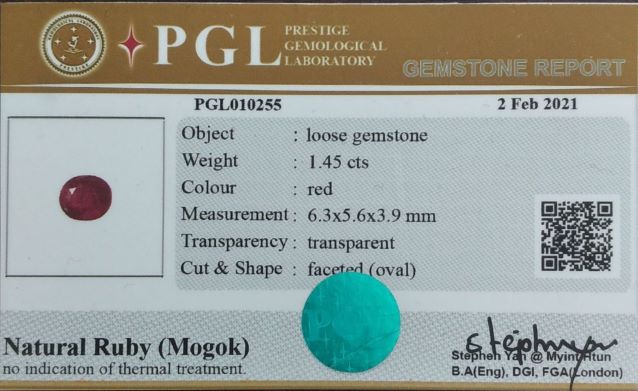 PGL
PRESTIGE
GEMOLOGICAL
LABORATORY
GEMSTONE REPORT
PGL010255
2 Feb 2021
Object : loose gemstone
Weight : 1.45 cts
Colour : red
Measurement : 6.3x5.6x3.9 mm
Transparency : transparent
Cut & Shape : faceted (oval)
Natural Ruby (Mogok)
no indication of thermal treatment.
Stephen Yan @ Myint Htun
B.A(Eng), DGI, FGA(London)